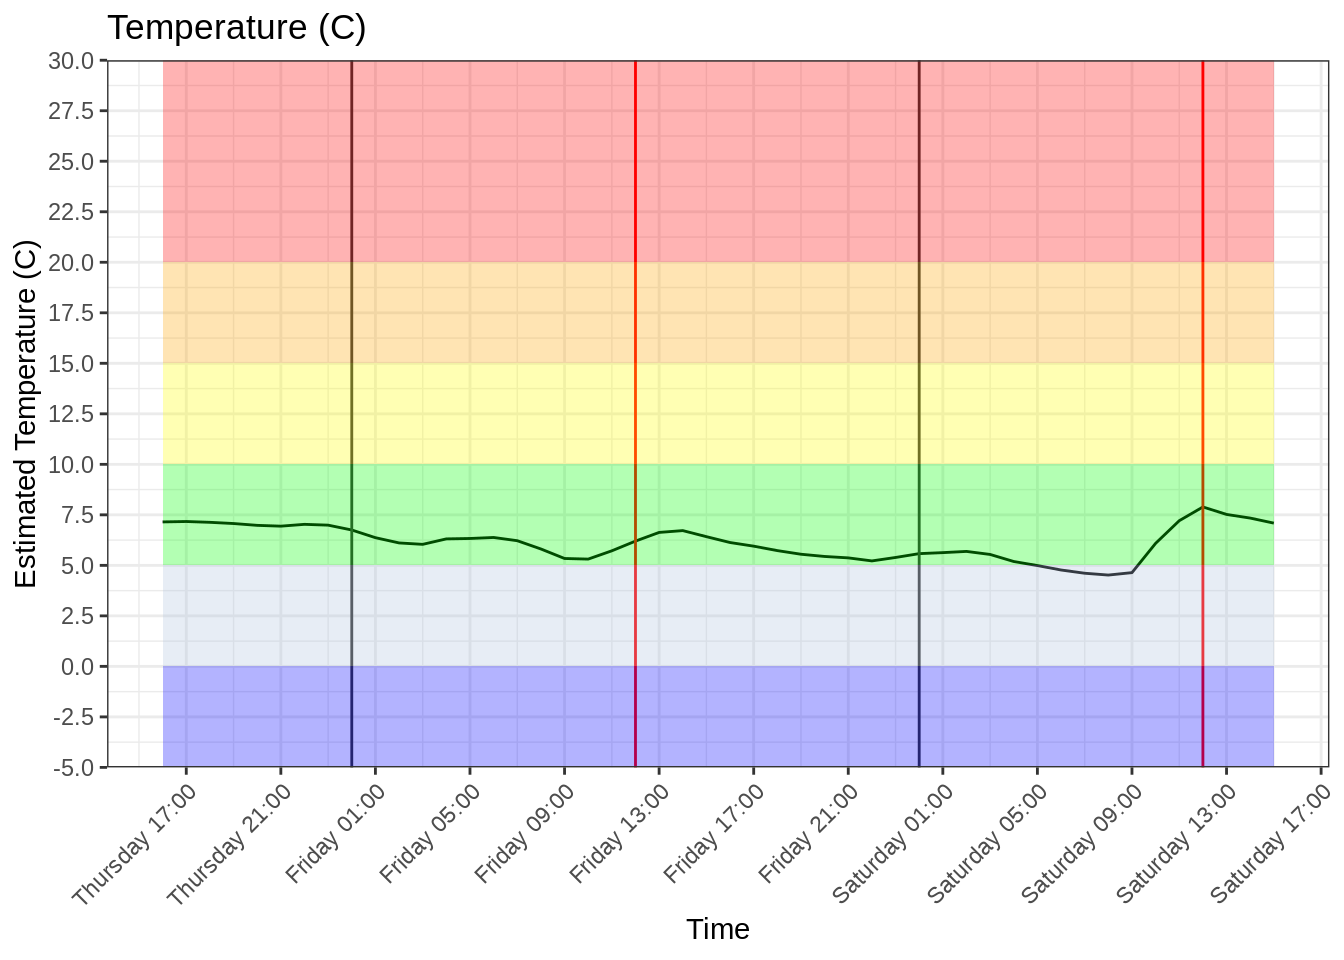 Temperature (C)
Estimated Temperature (C)
30.0
27.5
25.0
22.5
20.0
17.5
15.0
12.5
10.0
7.5
5.0
2.5
0.0
-2.5
-5.0
Thursday 17:00
Thursday 21:00
Friday 01:00
Friday 05:00
Friday 09:00
Friday 13:00
Friday 17:00
Friday 21:00
Saturday 01:00
Saturday 05:00
Saturday 09:00
Saturday 13:00
Saturday 17:00
Time